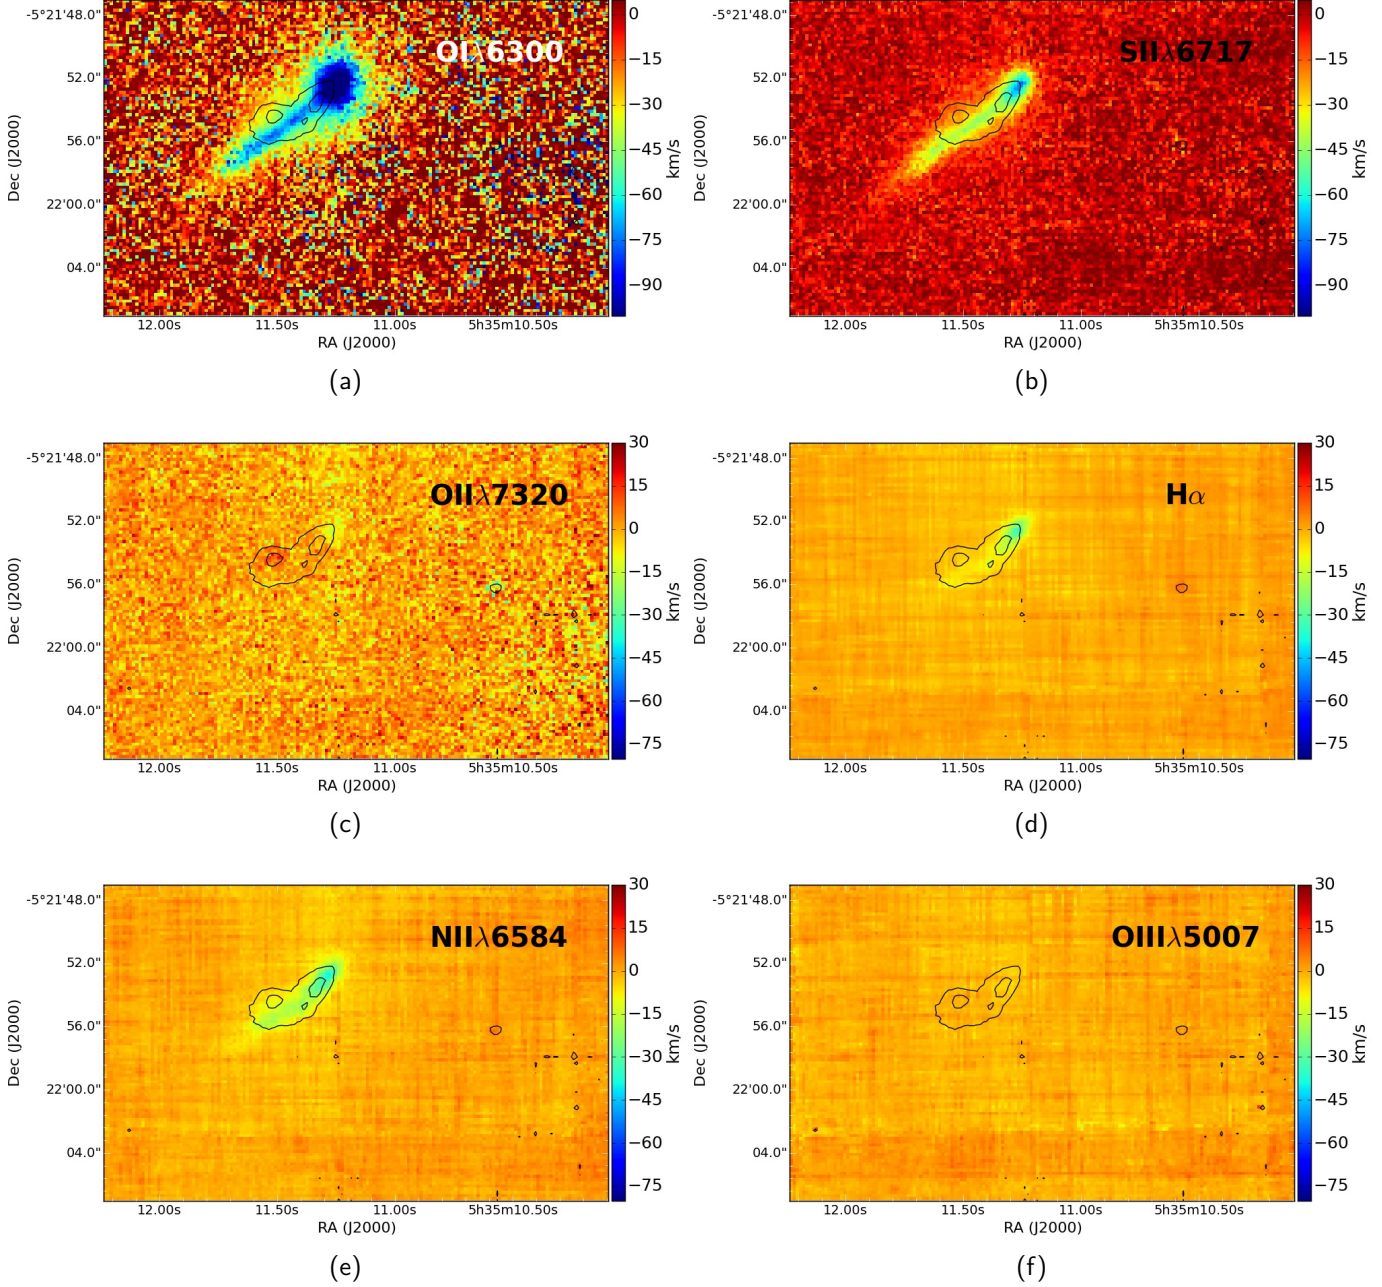 OIλ6300
-5°21'48.0"
52.0"
56.0"
22'00.0"
04.0"
Dec (J2000)
12.00s 11.50s 11.00s 5h35m10.50s
RA (J2000)
0
−15
−30
−45
−60
−75
−90
km/s
(a)
SIIλ6717
-5°21'48.0"
52.0"
56.0"
22'00.0"
04.0"
Dec (J2000)
12.00s 11.50s 11.00s 5h35m10.50s
RA (J2000)
0
−15
−30
−45
−60
−75
−90
km/s
(b)
OIIλ7320
-5°21'48.0"
52.0"
56.0"
22'00.0"
04.0"
Dec (J2000)
12.00s 11.50s 11.00s 5h35m10.50s
RA (J2000)
30
15
0
−15
−30
−45
−60
−75
km/s
(c)
Hα
-5°21'48.0"
52.0"
56.0"
22'00.0"
04.0"
Dec (J2000)
12.00s 11.50s 11.00s 5h35m10.50s
RA (J2000)
30
15
0
−15
−30
−45
−60
−75
km/s
(d)
NIIλ6584
-5°21'48.0"
52.0"
56.0"
22'00.0"
04.0"
Dec (J2000)
12.00s 11.50s 11.00s 5h35m10.50s
RA (J2000)
30
15
0
−15
−30
−45
−60
−75
km/s
(e)
OIIIλ5007
-5°21'48.0"
52.0"
56.0"
22'00.0"
04.0"
Dec (J2000)
12.00s 11.50s 11.00s 5h35m10.50s
RA (J2000)
30
15
0
−15
−30
−45
−60
−75
km/s
(f)